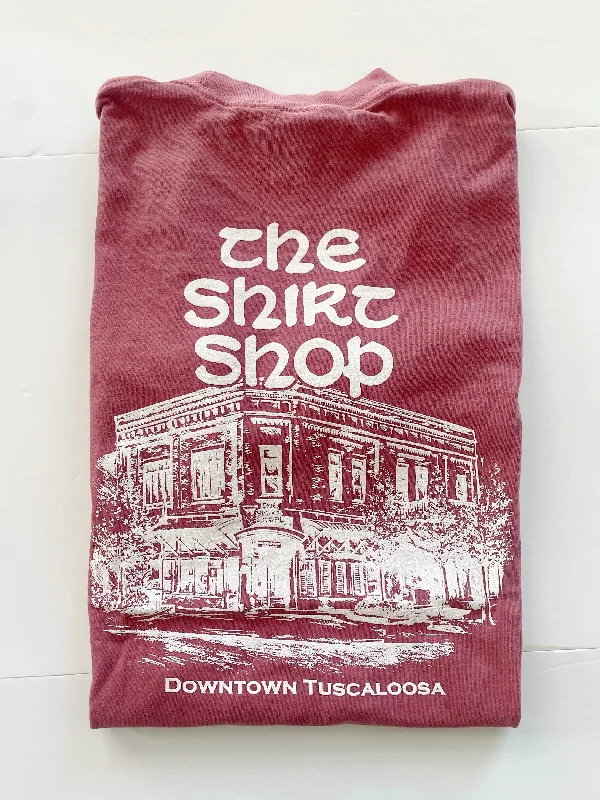 the
Shirt
Shop
Downtown Tuscaloosa